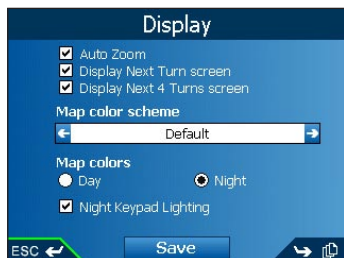 Display
Auto Zoom
Display Next Turn screen
Display Next 4 Turns screen
Map color scheme
Default
Map colors
Day
Night
Night Keypad Lighting
ESC
Save